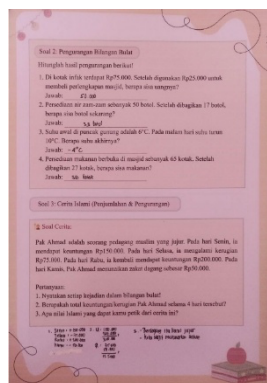 Soal 2: Pengurangan Bilangan Bulat
Hitunglah hasil pengurangan berikut!
1. Di kotak infak terdapat Rp75.000. Setelah digunakan Rp25.000 untuk
membeli perlengkapan masjid, berapa sisa uangnya?
Jawab:
2. Persediaan air zam-zam sebanyak 50 botol. Setelah dibagikan 17 botol,
berapa sisa botol sekarang?
Jawab: 33 botol
3. Suhu awal di puncak gunung adalah 6°C. Pada malam hari suhu turun
10°C. Berapa suhu akhirnya?
Jawab: -4°C
4. Persediaan makanan berbuka di masjid sebanyak 65 kotak. Setelah
dibagikan 27 kotak, berapa sisa makanan?
Jawab:
Soal 3: Cerita Islami (Penjumlahan & Pengurangan)
Soal Cerita:
Pak Ahmad adalah seorang pedagang muslim yang jujur. Pada hari Senin, ia
mendapat keuntungan Rp150.000. Pada hari Selasa, ia mengalami kerugian
Rp75.000. Pada hari Rabu, ia kembali mendapat keuntungan Rp200.000. Pada
hari Kamis, Pak Ahmad menunaikan zakat dagang sebesar Rp50.000.
Pertanyaan:
1. Nyatakan setiap kejadian dalam bilangan bulat!
2. Berapakah total keuntungan/kerugian Pak Ahmad selama 4 hari tersebut?
3. Apa nilai Islami yang dapat kamu petik dari cerita ini?